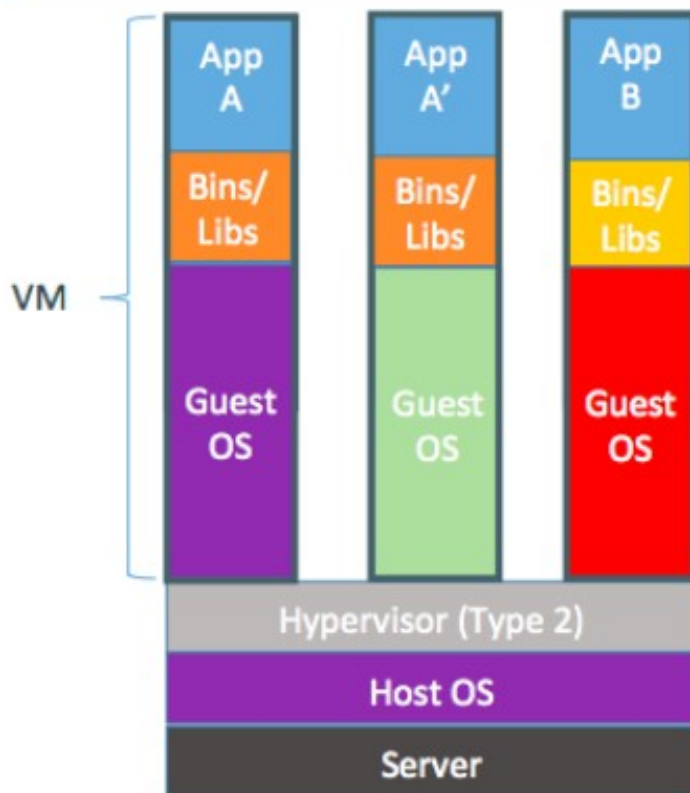 App
A
App
A’
App
B
Bins/
Libs
Bins/
Libs
Bins/
Libs
VM
Guest
OS
Guest
OS
Guest
OS
Hypervisor (Type 2)
Host OS
Server